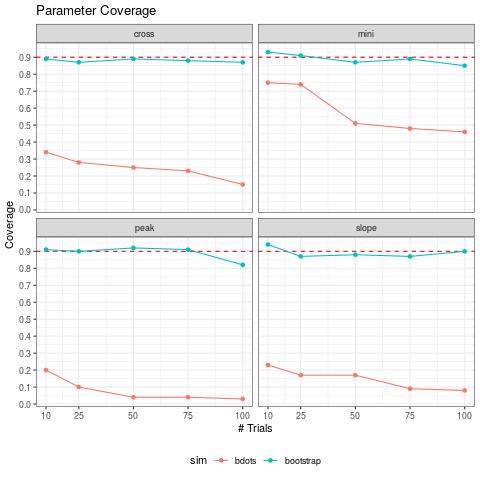 Parameter Coverage
cross
mini
0.9
0.8
0.7
0.6
0.5
0.4
0.3
0.2
0.1
0.0
Coverage
peak
slope
0.9
0.8
0.7
0.6
0.5
0.4
0.3
0.2
0.1
0.0
10 25 50 75 100 10 25 50 75 100
# Trials
sim bdots bootstrap